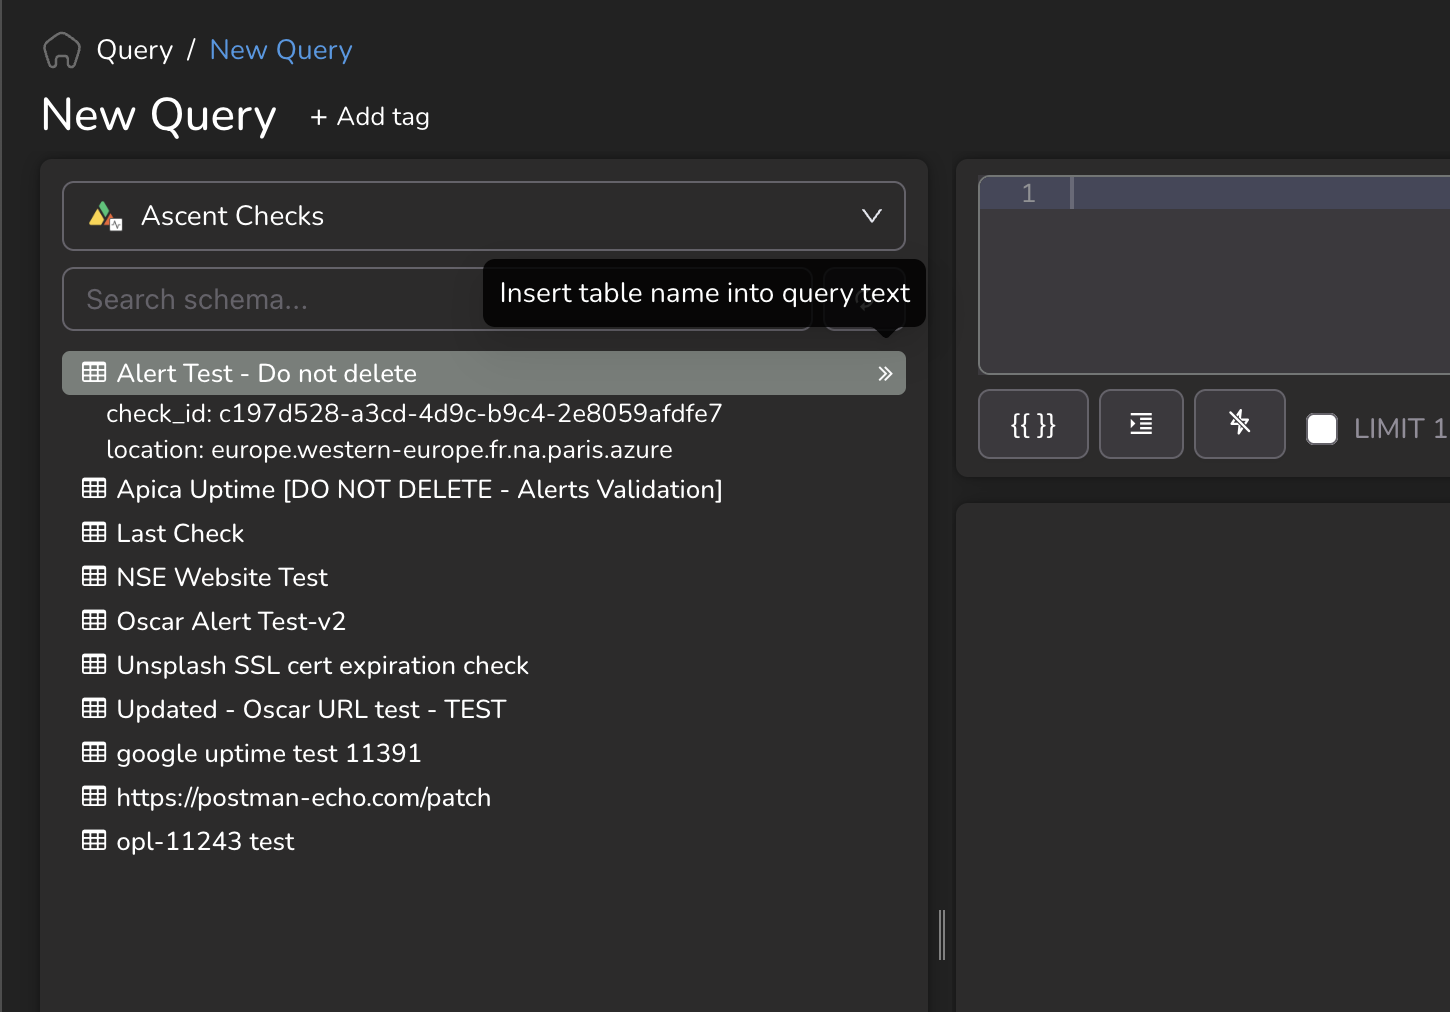 Query / New Query
New Query + Add tag
Ascent Checks
Search schema...
Insert table name into query text
Alert Test - Do not delete
check_id: c197d528-a3cd-4d9c-b9c4-2e8059afdfe7
location: europe.western-europe.fr.na.paris.azure
Apica Uptime [DO NOT DELETE - Alerts Validation]
Last Check
NSE Website Test
Oscar Alert Test-v2
Unsplash SSL cert expiration check
Updated - Oscar URL test - TEST
google uptime test 11391
https://postman-echo.com/patch
opl-11243 test
1
{{ }}
LIMIT 1